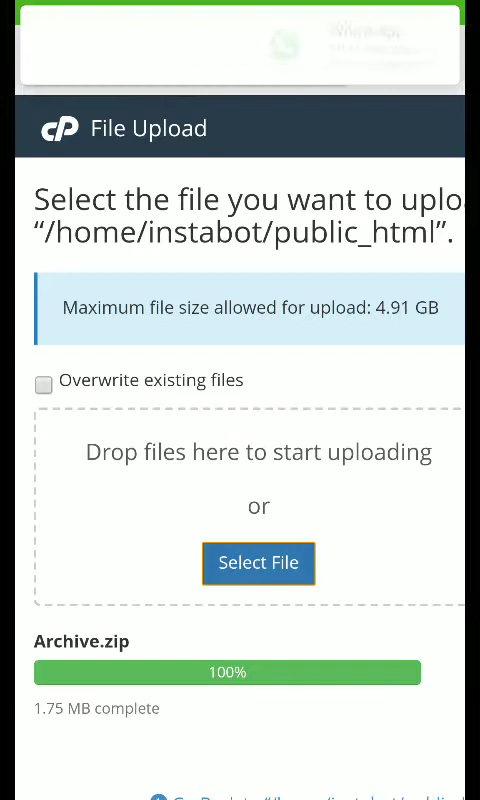 cP File Upload
Select the file you want to uplo
“/home/instabot/public_html”.
Maximum file size allowed for upload: 4.91 GB
Overwrite existing files
Drop files here to start uploading
or
Select File
Archive.zip
100%
1.75 MB complete